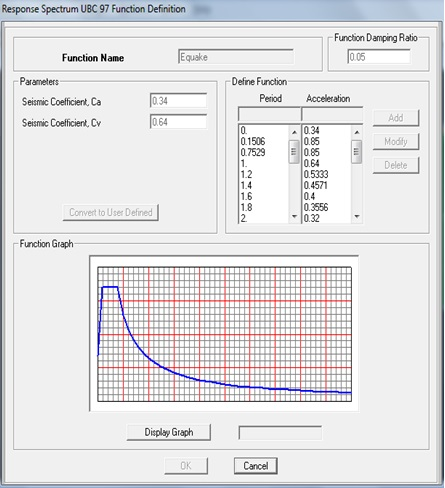 Response Spectrum UBC 97 Function Definition
Function Name
Equake
Function Damping Ratio
0.05
Parameters
Seismic Coefficient, Ca
0.34
Seismic Coefficient, Cv
0.64
Convert to User Defined
Define Function
Period Acceleration
0. 0.34
0.1506 0.85
0.7529 0.85
1. 0.64
1.2 0.5333
1.4 0.4571
1.6 0.4
1.8 0.3556
2. 0.32
Add
Modify
Delete
Function Graph
Display Graph
OK Cancel